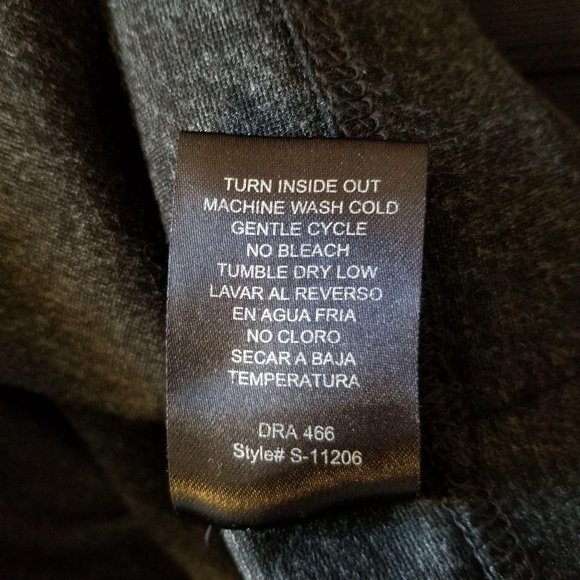 TURN INSIDE OUT
MACHINE WASH COLD
GENTLE CYCLE
NO BLEACH
TUMBLE DRY LOW
LAVAR AL REVERSO
EN AGUA FRIA
NO CLORO
SECAR A BAJA
TEMPERATURA
DRA 466
Style# S-11206